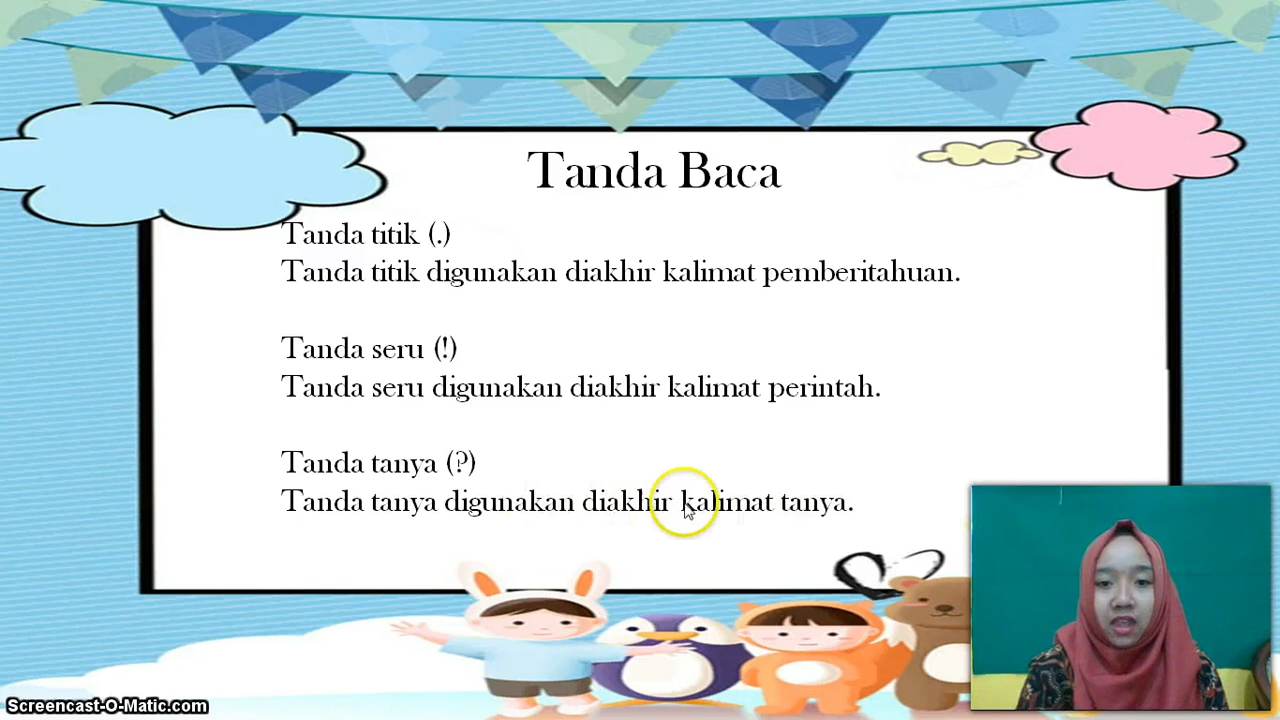 Tanda Baca
Tanda titik (.)
Tanda titik digunakan diakhir kalimat pemberitahuan.
Tanda seru (!)
Tanda seru digunakan diakhir kalimat perintah.
Tanda tanya (?)
Tanda tanya digunakan diakhir kalimat tanya.
Screencast-O-Matic.com